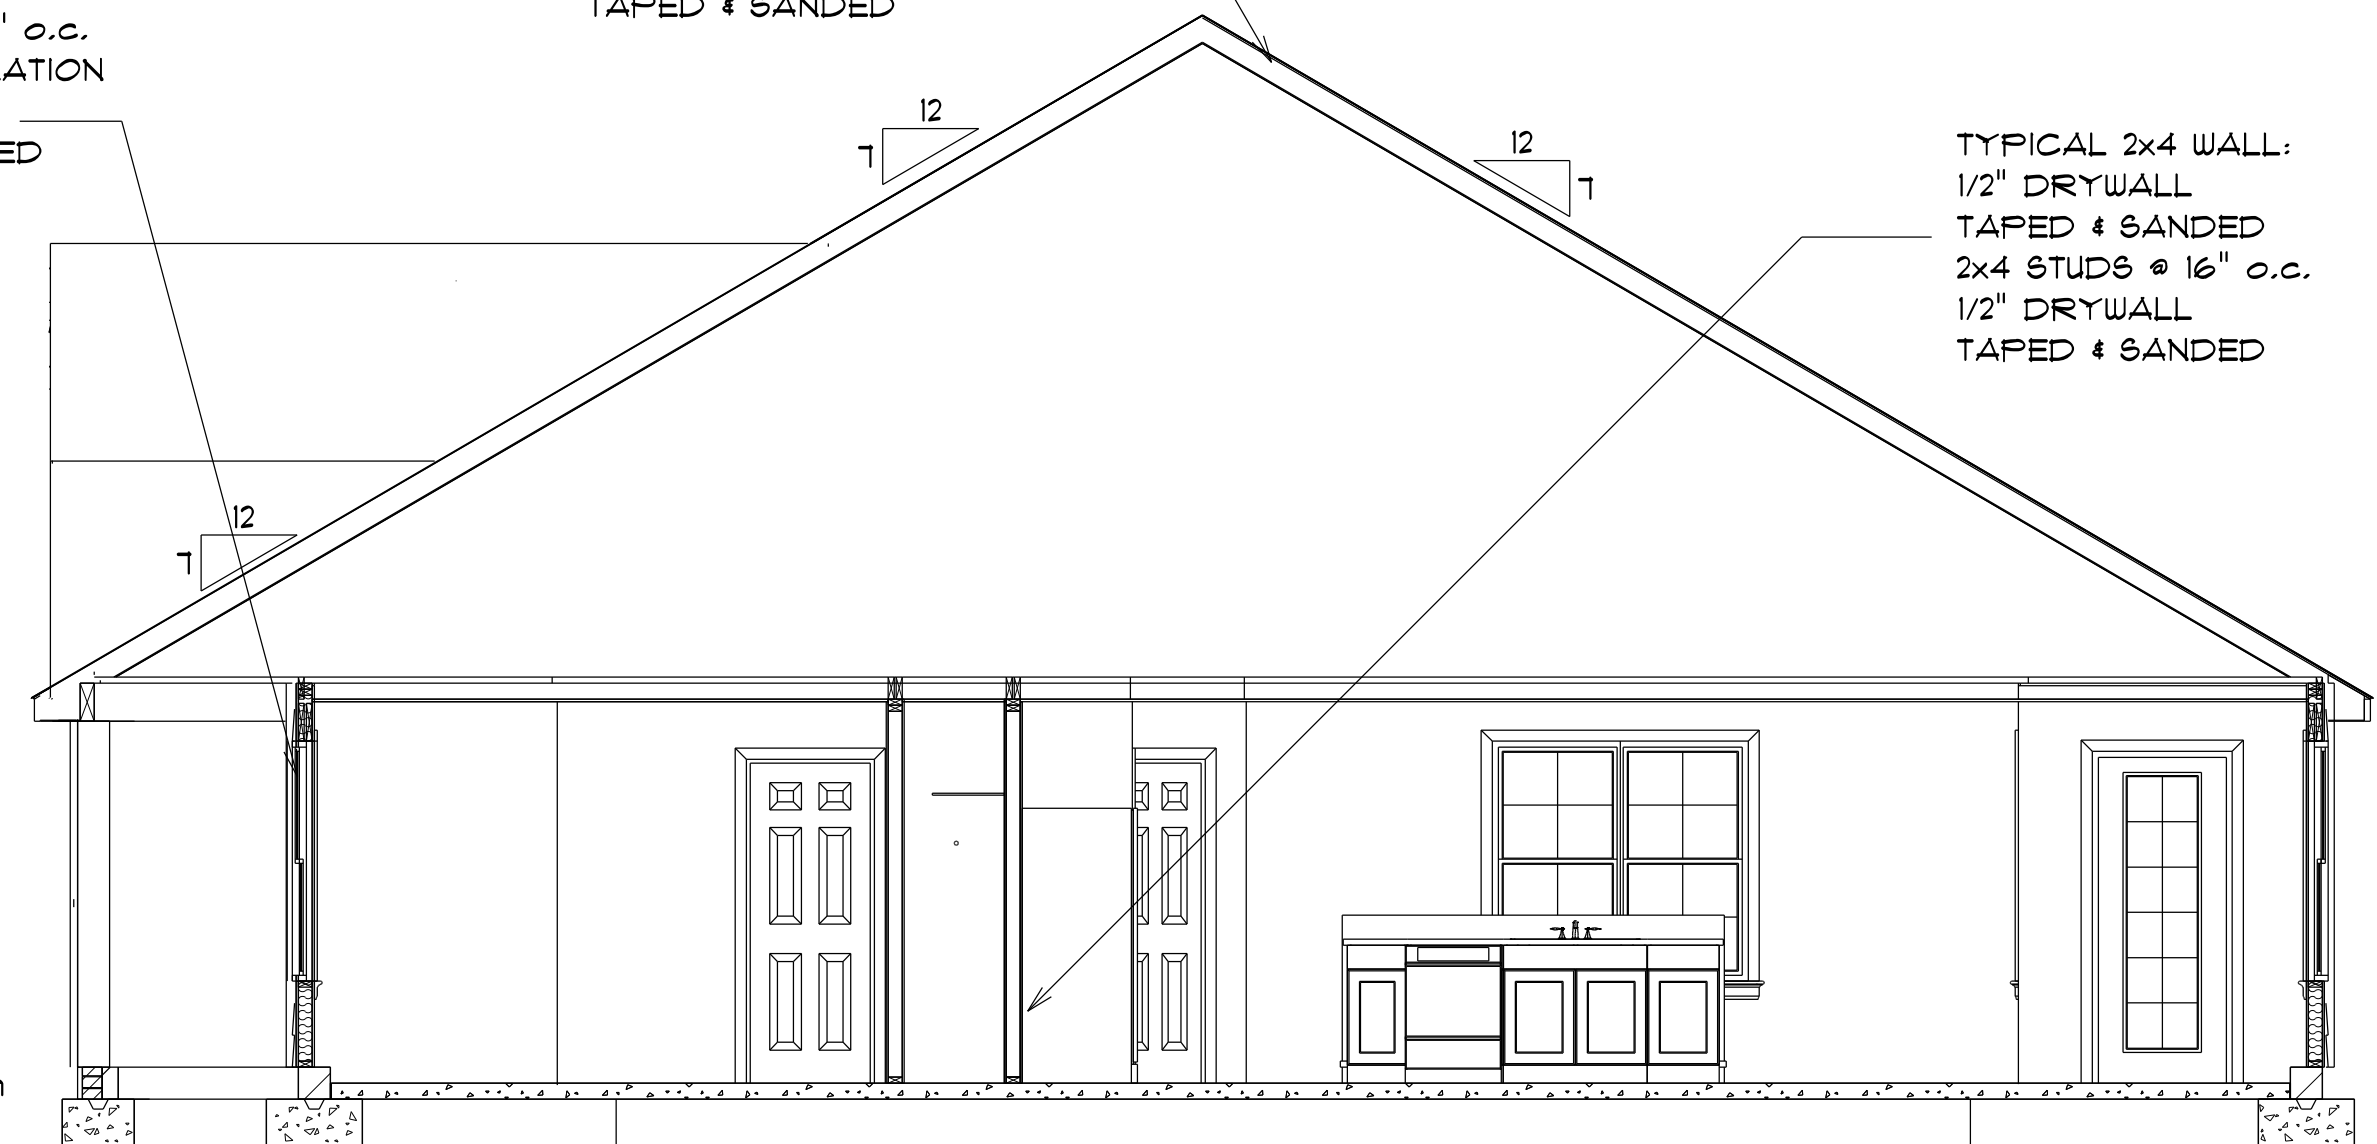 TAPED & SANDED
" o.c.
ATION
ED
12
7
12
7
12
7
TYPICAL 2x4 WALL:
1/2" DRYWALL
TAPED & SANDED
2x4 STUDS @ 16" o.c.
1/2" DRYWALL
TAPED & SANDED